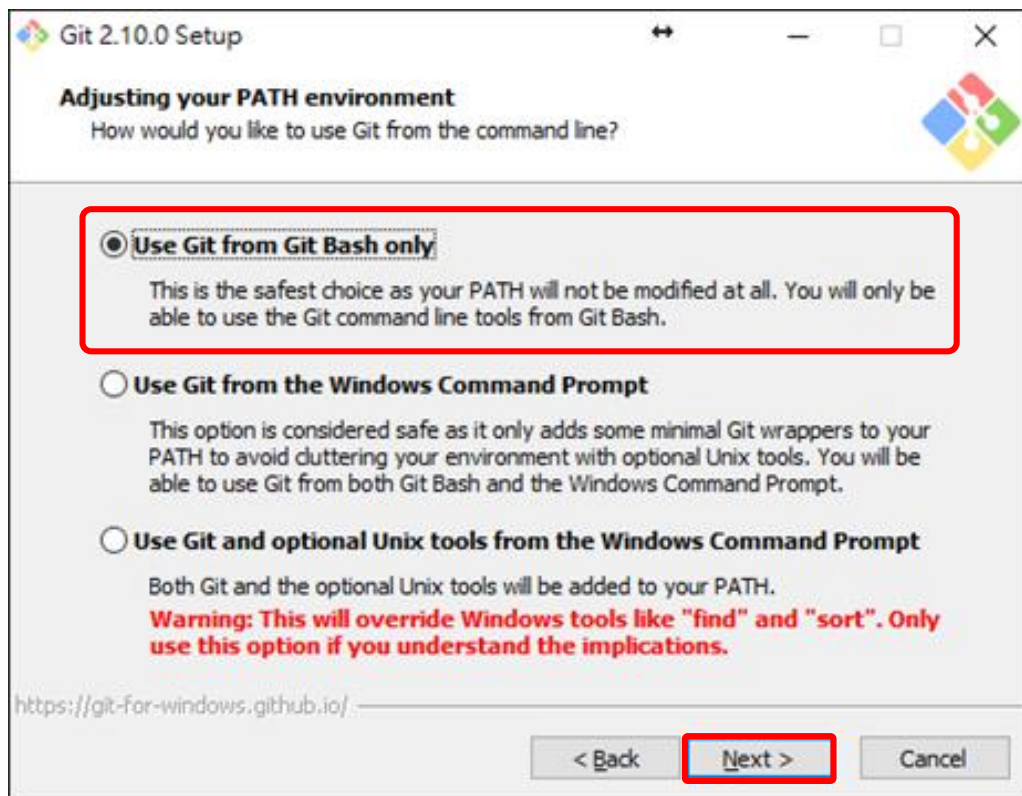 Git 2.10.0 Setup
Adjusting your PATH environment
How would you like to use Git from the command line?
Use Git from Git Bash only
This is the safest choice as your PATH will not be modified at all. You will only be
able to use the Git command line tools from Git Bash.
Use Git from the Windows Command Prompt
This option is considered safe as it only adds some minimal Git wrappers to your
PATH to avoid cluttering your environment with optional Unix tools. You will be
able to use Git from both Git Bash and the Windows Command Prompt.
Use Git and optional Unix tools from the Windows Command Prompt
Both Git and the optional Unix tools will be added to your PATH.
Warning: This will override Windows tools like "find" and "sort". Only
use this option if you understand the implications.
https://git-for-windows.github.io/
< Back Next > Cancel